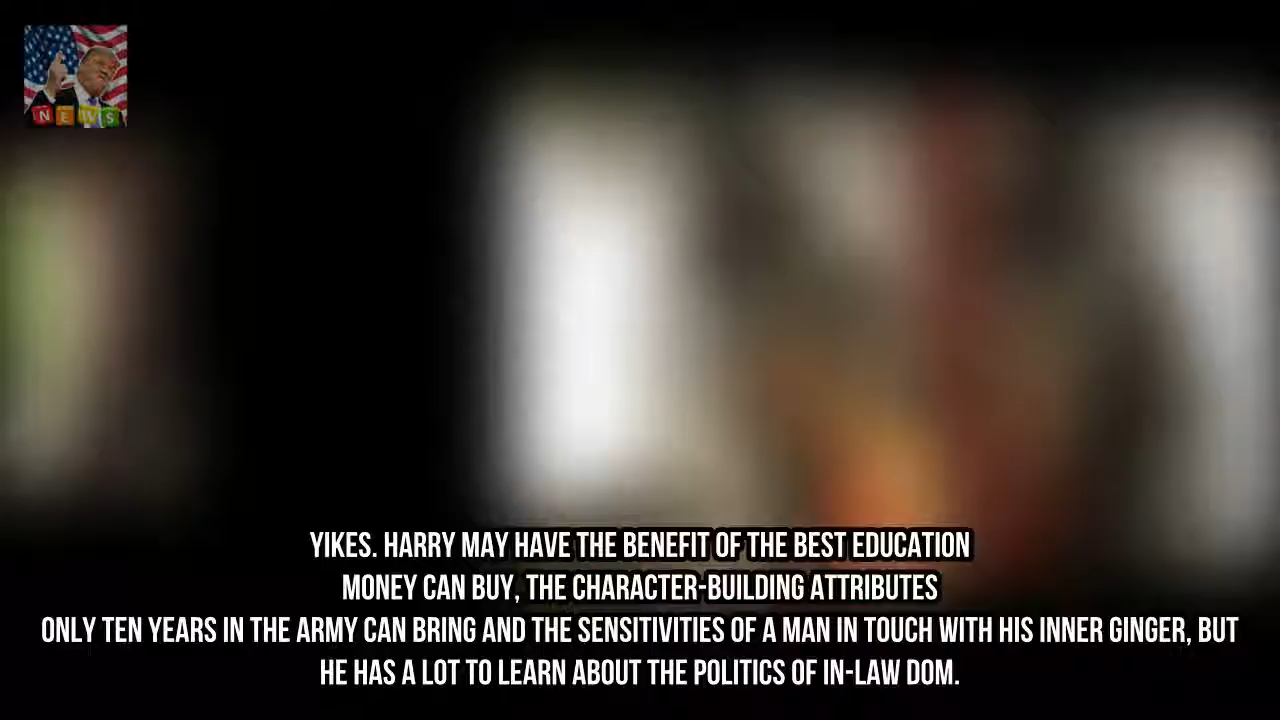 NEWS
YIKES. HARRY MAY HAVE THE BENEFIT OF THE BEST EDUCATION
MONEY CAN BUY, THE CHARACTER-BUILDING ATTRIBUTES
ONLY TEN YEARS IN THE ARMY CAN BRING AND THE SENSITIVITIES OF A MAN IN TOUCH WITH HIS INNER GINGER, BUT
HE HAS A LOT TO LEARN ABOUT THE POLITICS OF IN-LAW DOM.